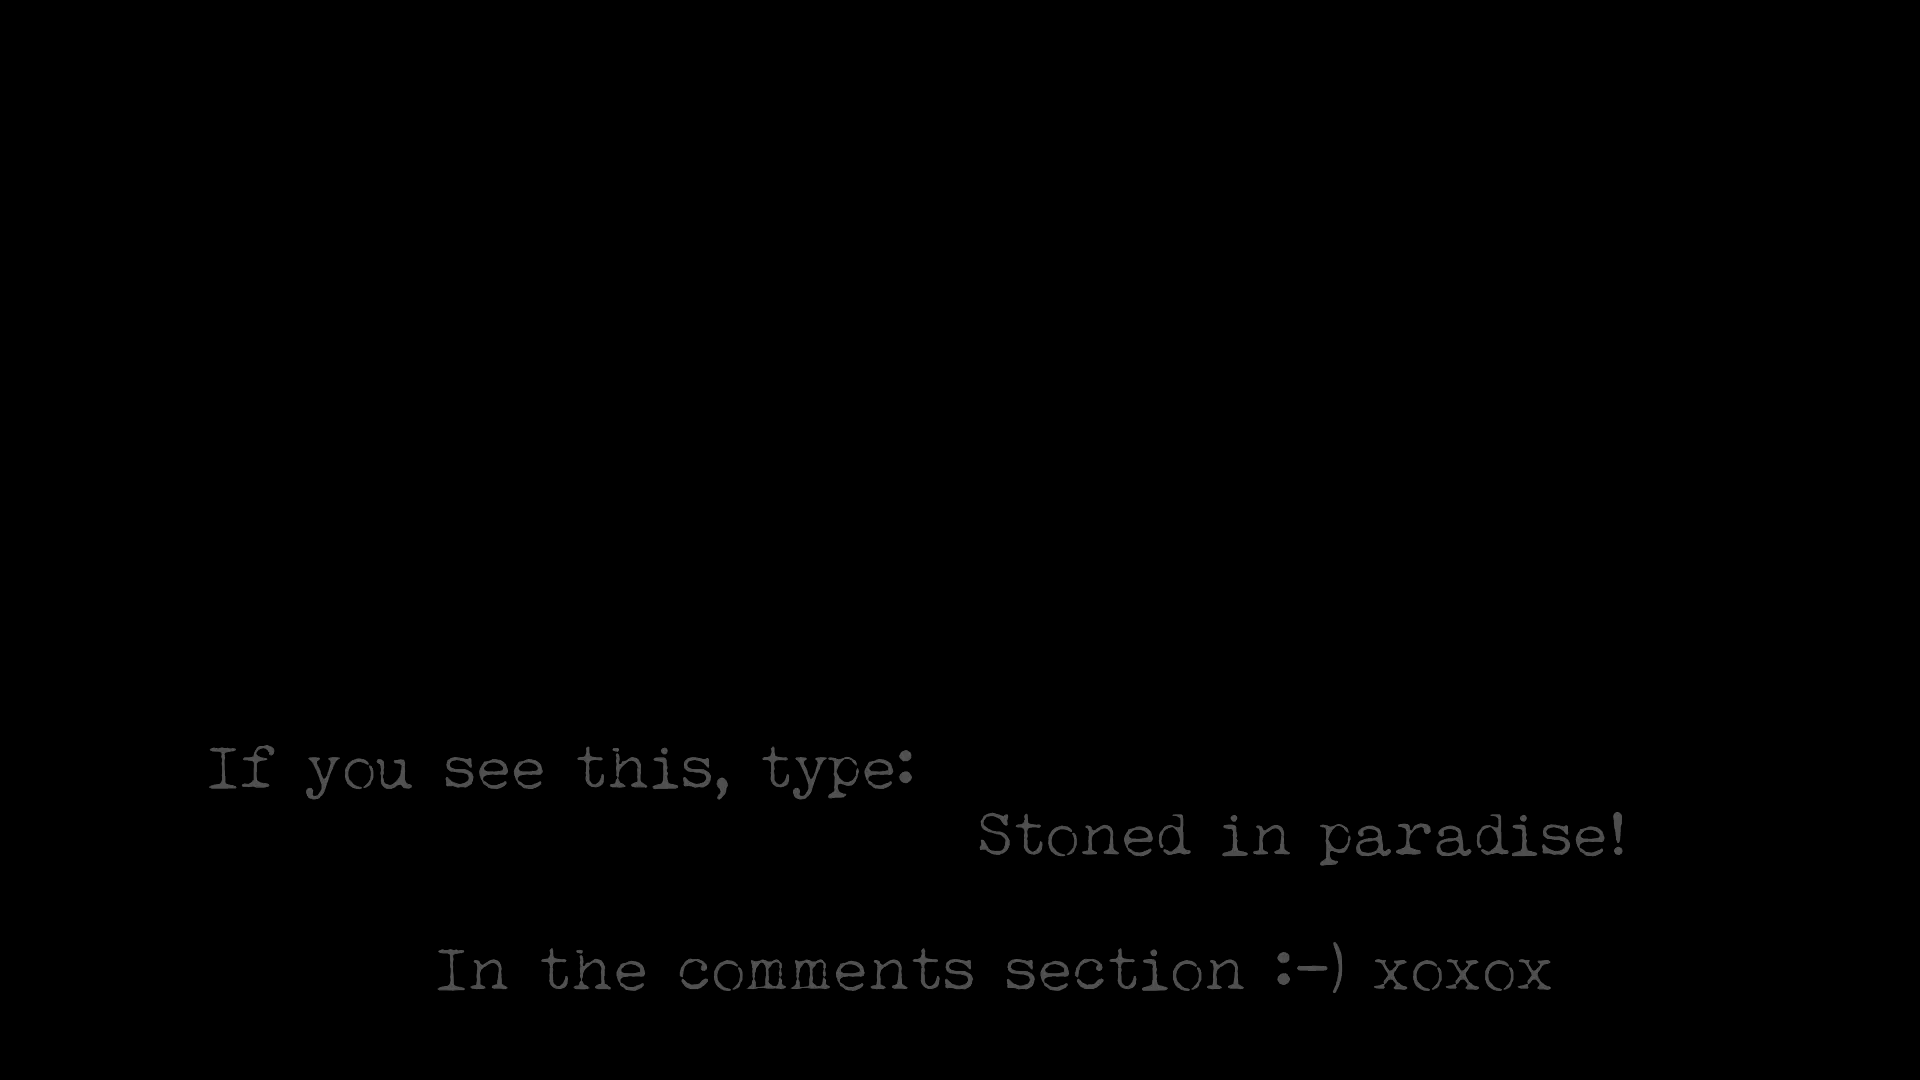 If you see this, type:
Stoned in paradise!
In the comments section :-) xoxox